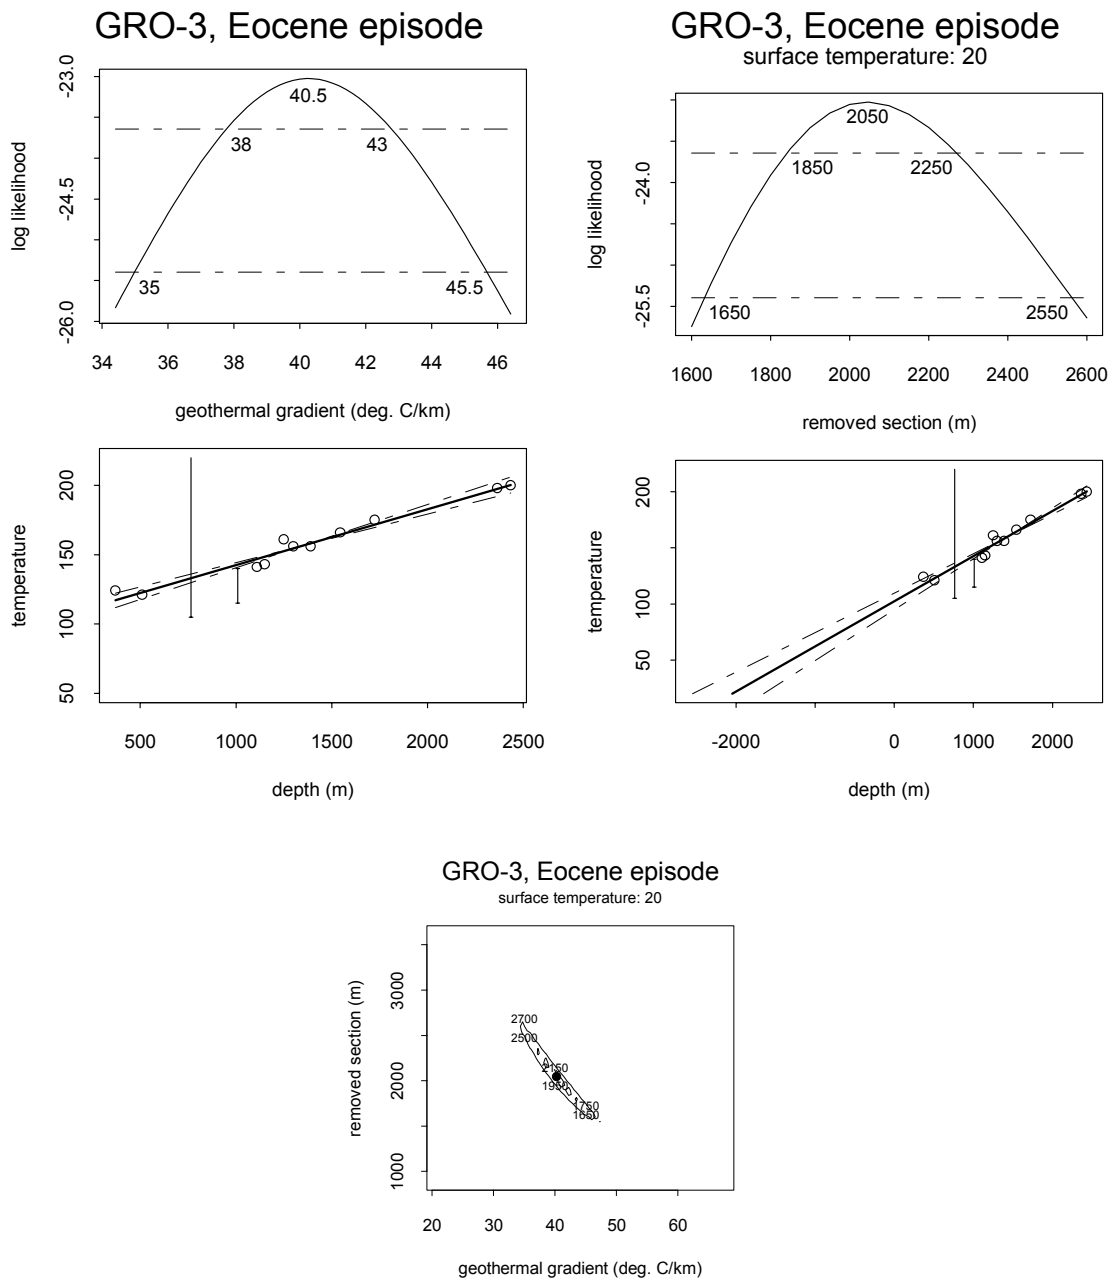 GRO-3, Eocene episode
-23.0
-24.5
-26.0
log likelihood
40.5
38
43
35
45.5
34 36 38 40 42 44 46
geothermal gradient (deg. C/km)
GRO-3, Eocene episode
surface temperature: 20
-24.0
-25.5
log likelihood
2050
1850
2250
1650
2550
1600 1800 2000 2200 2400 2600
removed section (m)
200
150
100
50
temperature
500 1000 1500 2000 2500
depth (m)
200
100
50
temperature
-2000 0 1000 2000
depth (m)
GRO-3, Eocene episode
surface temperature: 20
3000
2000
1000
removed section (m)
2700
2500
2150
1950
1750
1650
20 30 40 50 60
geothermal gradient (deg. C/km)